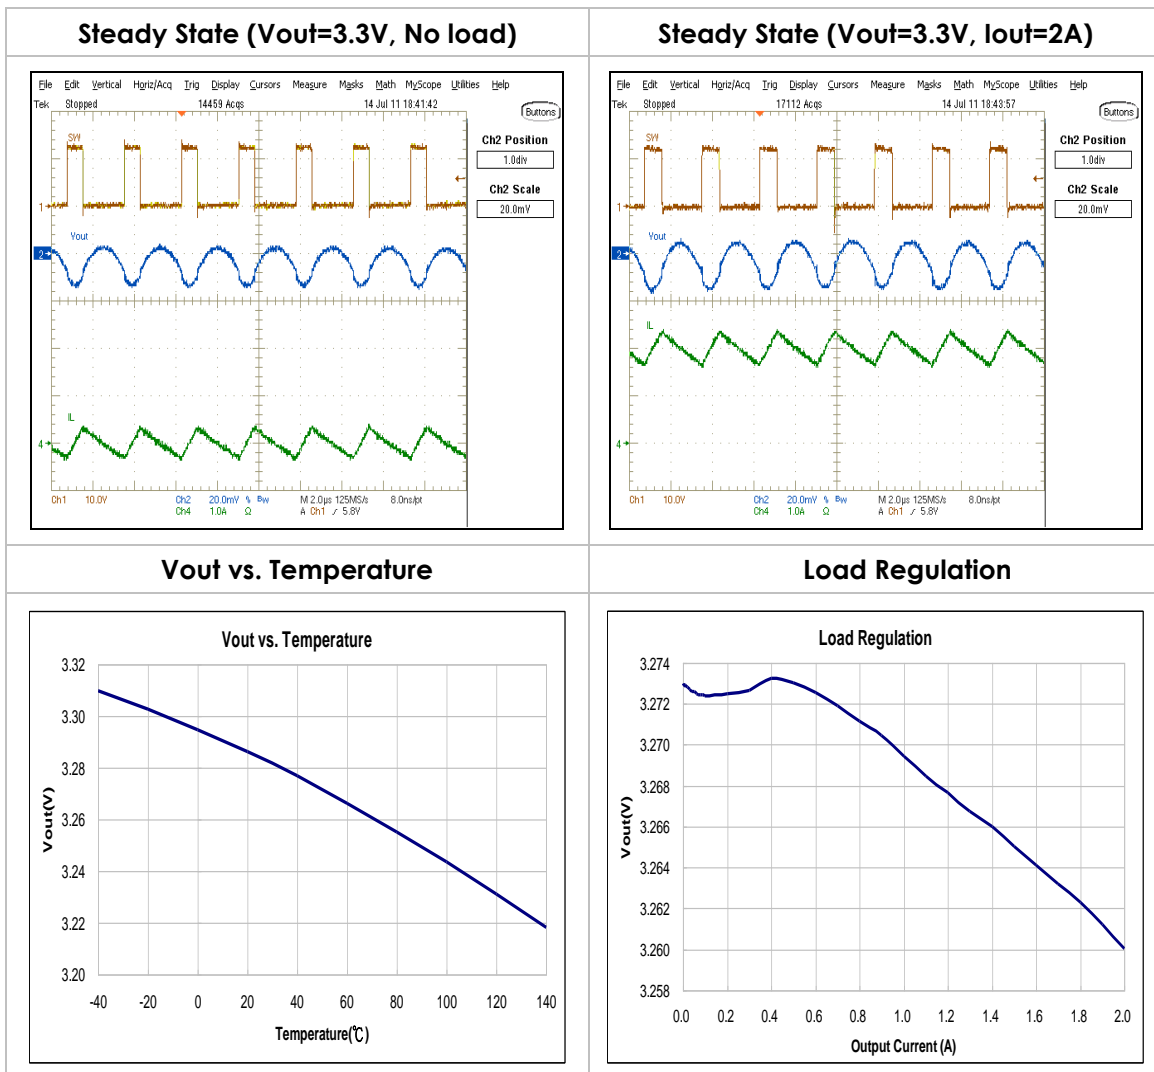 Steady State (Vout=3.3V, No load)
Steady State (Vout=3.3V, Iout=2A)
File Edit Vertical Horiz/Acq Trig Display Cursors Measure Masks Math MyScope Utilities Help
Tek Stopped 14459 Acqs 14 Jul 11 18:41:42
Buttons
SW
Ch2 Position
1.0div
Ch2 Scale
20.0mV
1
Vout
2
IL
4
Ch1 10.0V Ch2 20.0mV % Bw M 2.0µs 125MS/s 8.0ns/pt
Ch4 1.0A Ω A Ch1 ∫ 5.8V
File Edit Vertical Horiz/Acq Trig Display Cursors Measure Masks Math MyScope Utilities Help
Tek Stopped 17112 Acqs 14 Jul 11 18:43:57
Buttons
SW
Ch2 Position
1.0div
Ch2 Scale
20.0mV
1
Vout
2
IL
4
Ch1 10.0V Ch2 20.0mV % Bw M 2.0µs 125MS/s 8.0ns/pt
Ch4 1.0A Ω A Ch1 ∫ 5.8V
Vout vs. Temperature
Load Regulation
Vout vs. Temperature
3.32
3.30
3.28
3.26
3.24
3.22
3.20
Vout(V)
-40 -20 0 20 40 60 80 100 120 140
Temperature(℃)
Load Regulation
3.274
3.272
3.270
3.268
3.266
3.264
3.262
3.260
3.258
Vout(V)
0.0 0.2 0.4 0.6 0.8 1.0 1.2 1.4 1.6 1.8 2.0
Output Current (A)